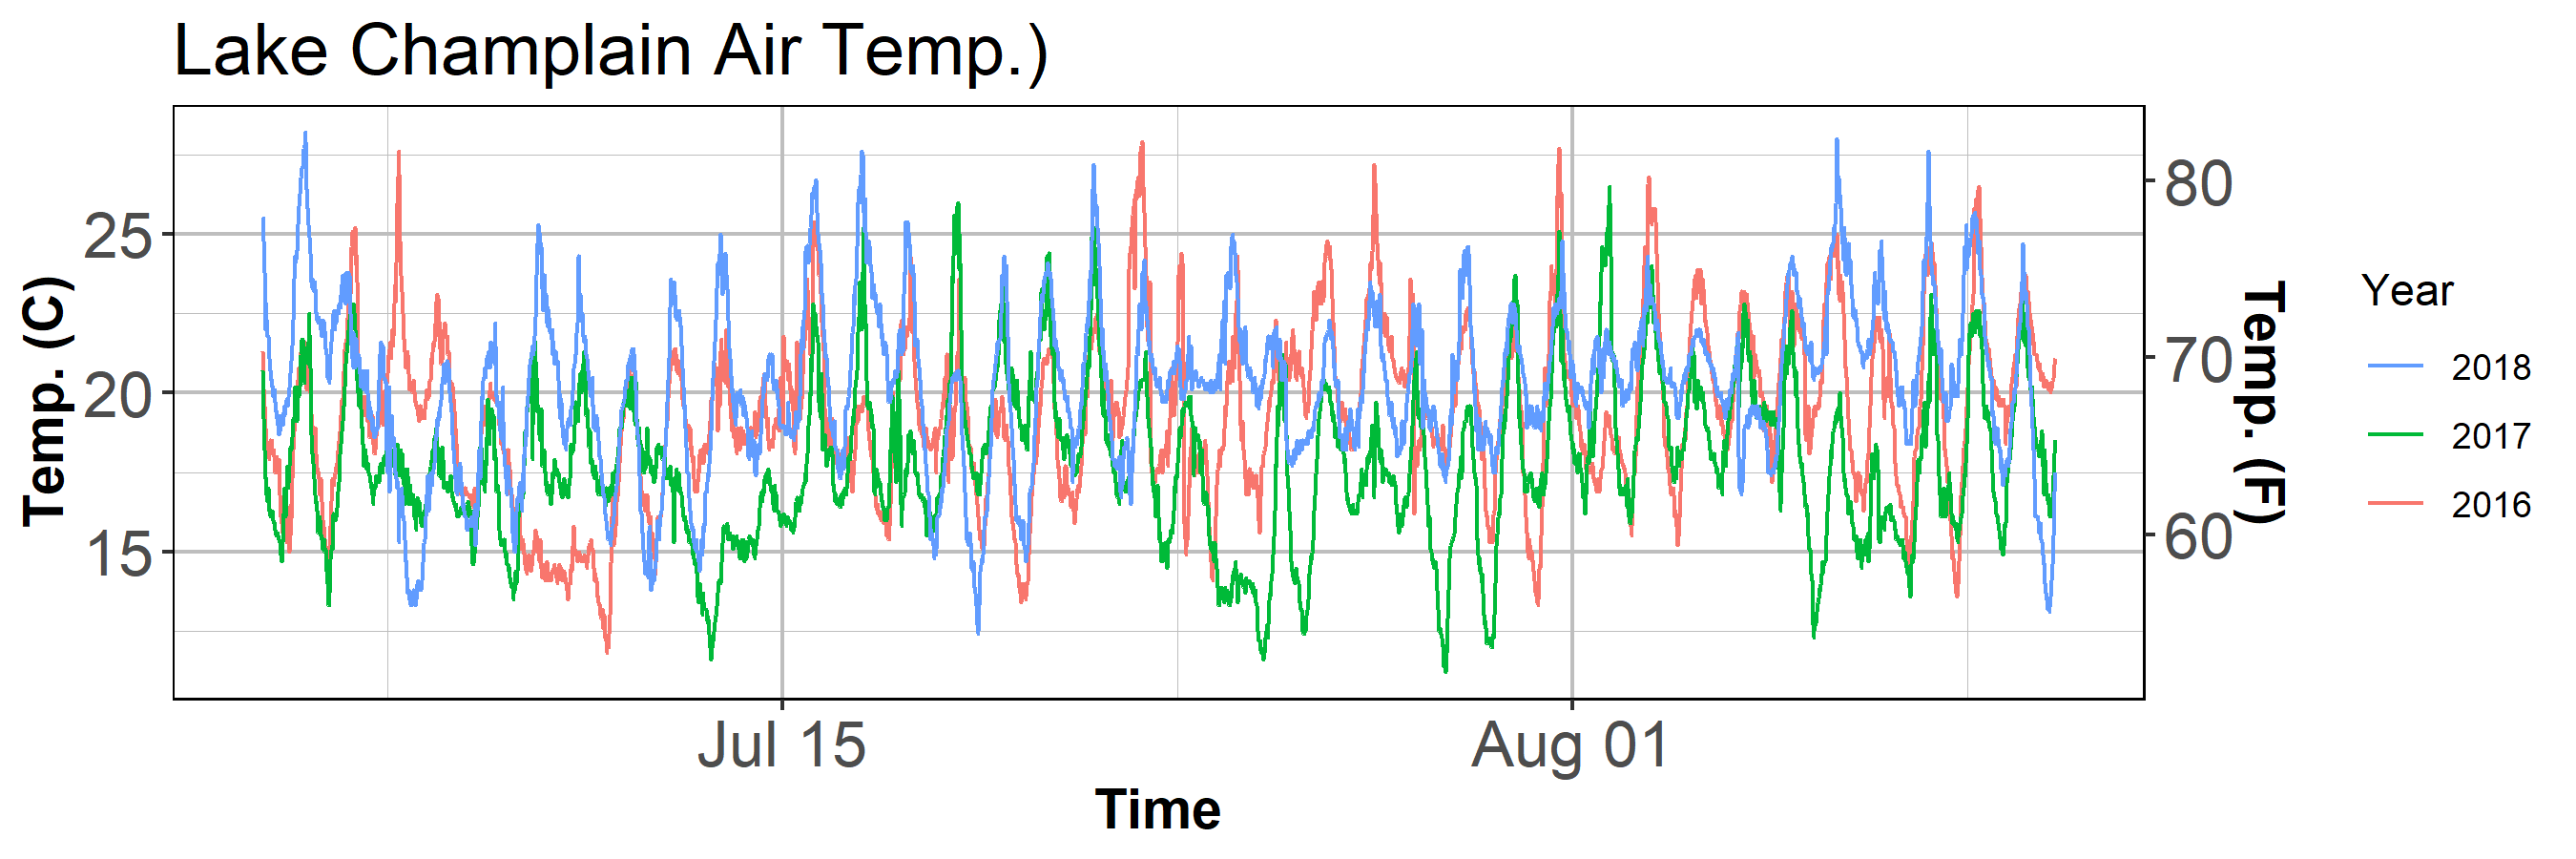 Lake Champlain Air Temp.)
Temp. (C)
25
20
15
80
70
60
Temp. (F)
Jul 15
Aug 01
Time
Year
2018
2017
2016